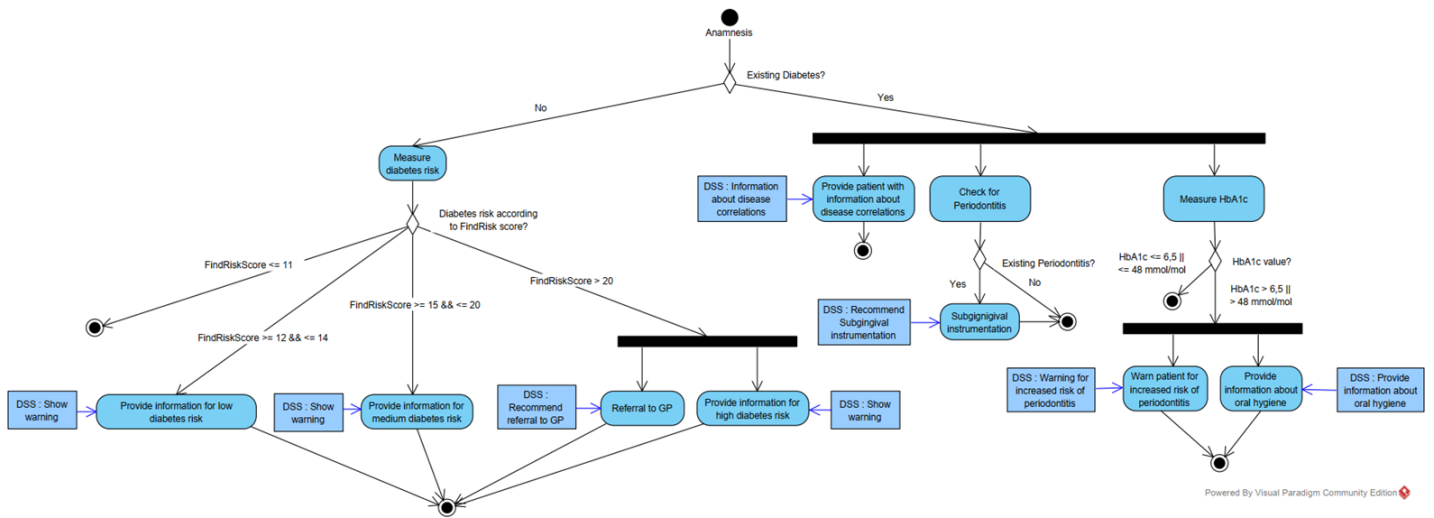 Anamnesis
Existing Diabetes?
No
Yes
Measure
diabetes risk
DSS : Information
about disease
correlations
Provide patient with
information about
disease correlations
Check for
Periodontitis
Measure HbA1c
Diabetes risk according
to FindRisk score?
FindRiskScore <= 11
FindRiskScore > 20
FindRiskScore >= 15 && <= 20
FindRiskScore >= 12 && <= 14
Existing Periodontitis?
Yes
No
HbA1c <= 6,5 ||
<= 48 mmol/mol
HbA1c value?
HbA1c > 6,5 ||
> 48 mmol/mol
DSS : Recommend
Subgingival
instrumentation
Subgignigival
instrumentation
DSS : Show
warning
Provide information for low
diabetes risk
DSS : Show
warning
Provide information for
medium diabetes risk
DSS :
Recommend
referral to GP
Referral to GP
Provide information for
high diabetes risk
DSS : Show
warning
DSS : Warning for
increased risk of
periodontitis
Warn patient for
increased risk of
periodontitis
Provide
information about
oral hygiene
DSS : Provide
information about
oral hygiene
Powered By Visual Paradigm Community Edition